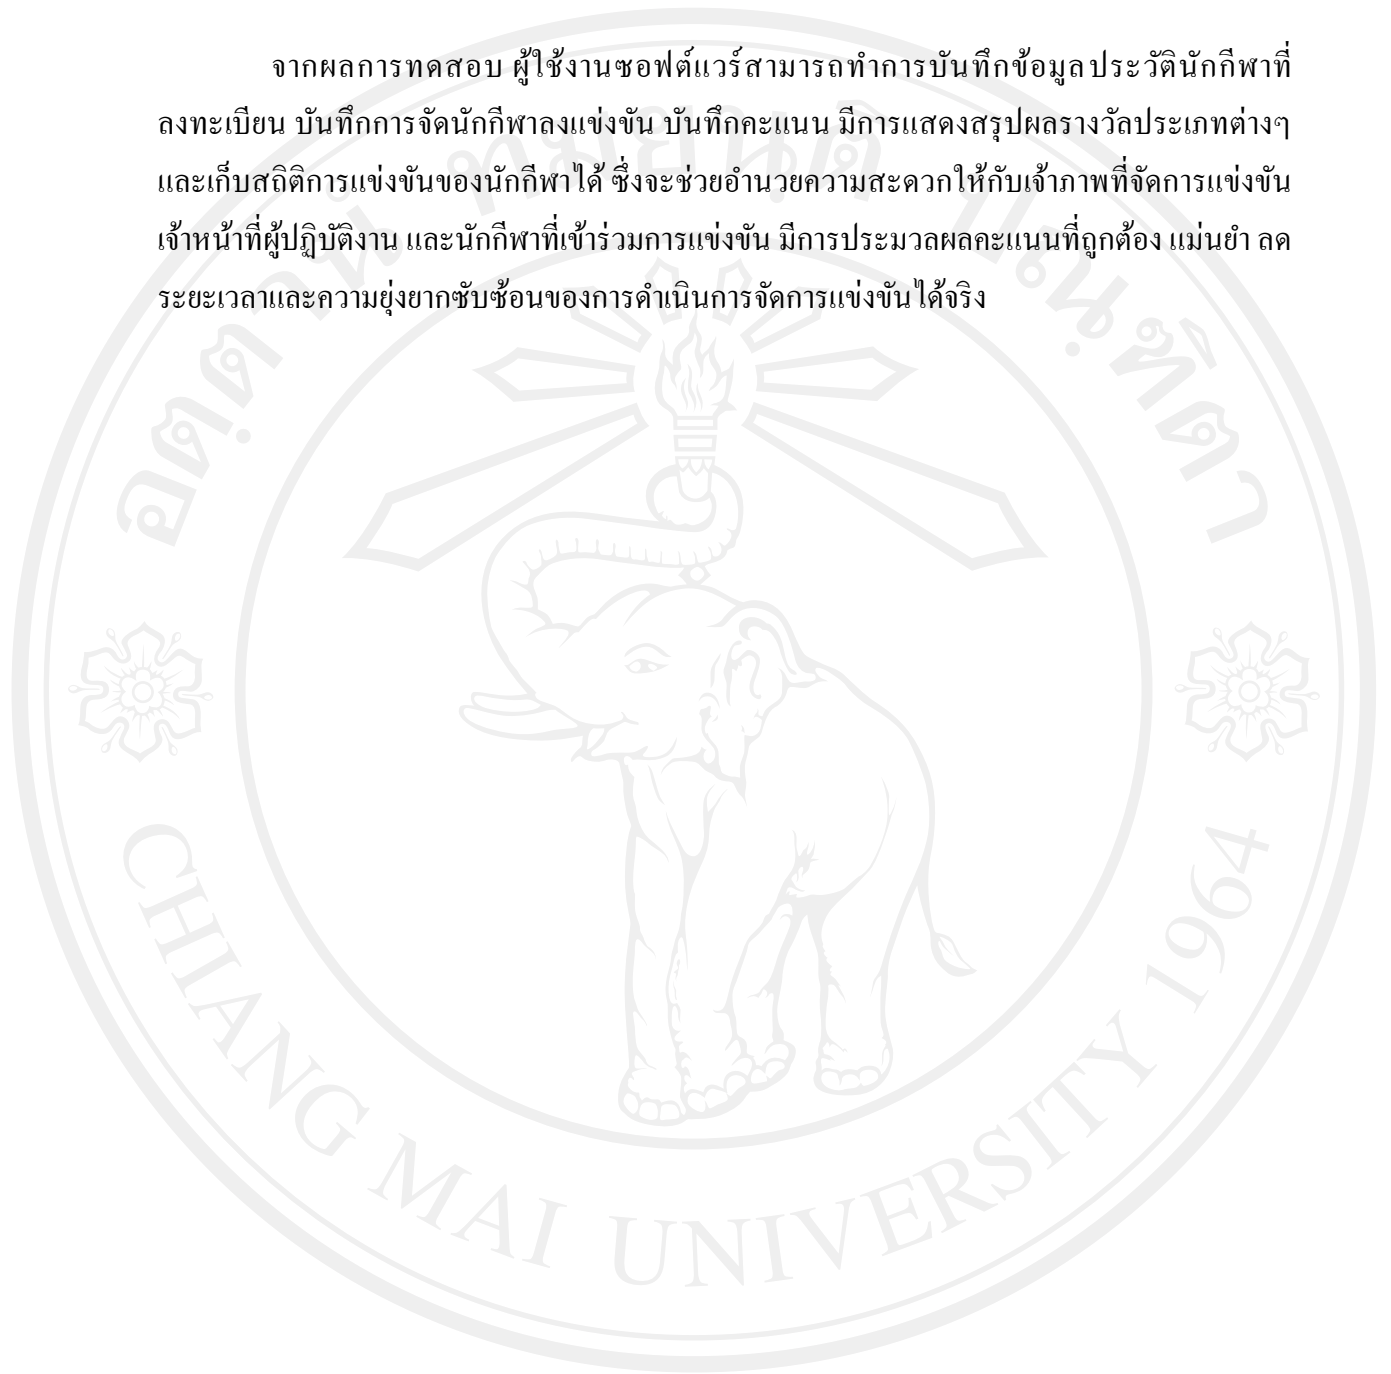 จากผลการทดสอบ ผู้ใช้งานซอฟต์แวร์สามารถทำการบันทึกข้อมูลประวัตินักกีฬาที่
ลงทะเบียน บันทึกการจัดนักกีฬาลงแข่งขัน บันทึกคะแนน มีการแสดงสรุปผลรางวัลประเภทต่างๆ
และเก็บสถิติการแข่งขันของนักกีฬาได้ ซึ่งจะช่วยอำนวยความสะดวกให้กับเจ้าภาพที่จัดการแข่งขัน
เจ้าหน้าที่ผู้ปฏิบัติงาน และนักกีฬาที่เข้าร่วมการแข่งขัน มีการประมวลผลคะแนนที่ถูกต้อง แม่นยำ ลด
ระยะเวลาและความยุ่งยากซับซ้อนของการดำเนินการจัดการแข่งขันได้จริง
อตฺตานํ ทมยนฺติ ปณฺฑิตา
CHIANG MAI UNIVERSITY 1964